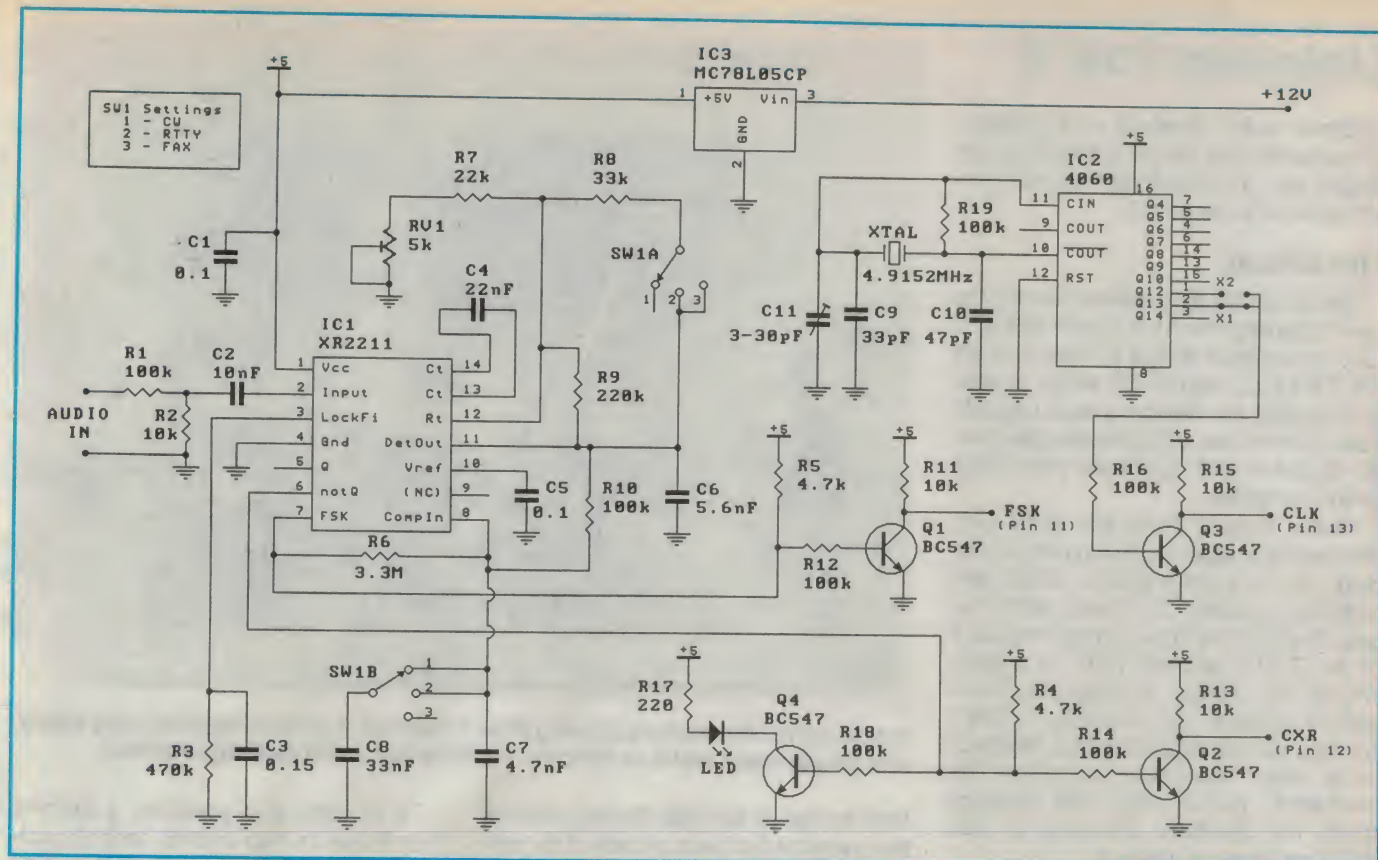 SW1 Settings
1 - CW
2 - RTTY
3 - FAX
+5
IC3
MC78L05CP
1
+5V
Vin
3
GND
2
+12V
R7
22k
R8
33k
RV1
5k
SW1A
1
2
3
C1
0.1
C4
22nF
IC1
XR2211
R1
100k
C2
10nF
AUDIO
IN
R2
10k
1
Vcc
Ct
14
2
Input
Ct
13
3
LockFi
Rt
12
4
Gnd
DetOut
11
5
Q
Vref
10
6
notQ
(NC)
9
7
FSK
CompIn
8
R9
220k
R10
100k
C5
0.1
C6
5.6nF
R6
3.3M
SW1B
1
2
3
R3
470k
C3
0.15
C8
33nF
C7
4.7nF
XTAL
4.9152MHz
R19
100k
C11
3-30pF
C9
33pF
C10
47pF
+5
IC2
4060
16
11
CIN
9
COUT
10
COUT
12
RST
8
Q4
7
Q5
5
Q6
4
Q7
6
Q8
14
Q9
13
Q10
15
Q12
1
Q13
2
Q14
3
X2
X1
+5
R5
4.7k
R12
100k
+5
R11
10k
Q1
BC547
FSK
(Pin 11)
R16
100k
+5
R15
10k
Q3
BC547
CLK
(Pin 13)
+5
R17
220
LED
Q4
BC547
R18
100k
+5
R4
4.7k
R14
100k
+5
R13
10k
Q2
BC547
CXR
(Pin 12)